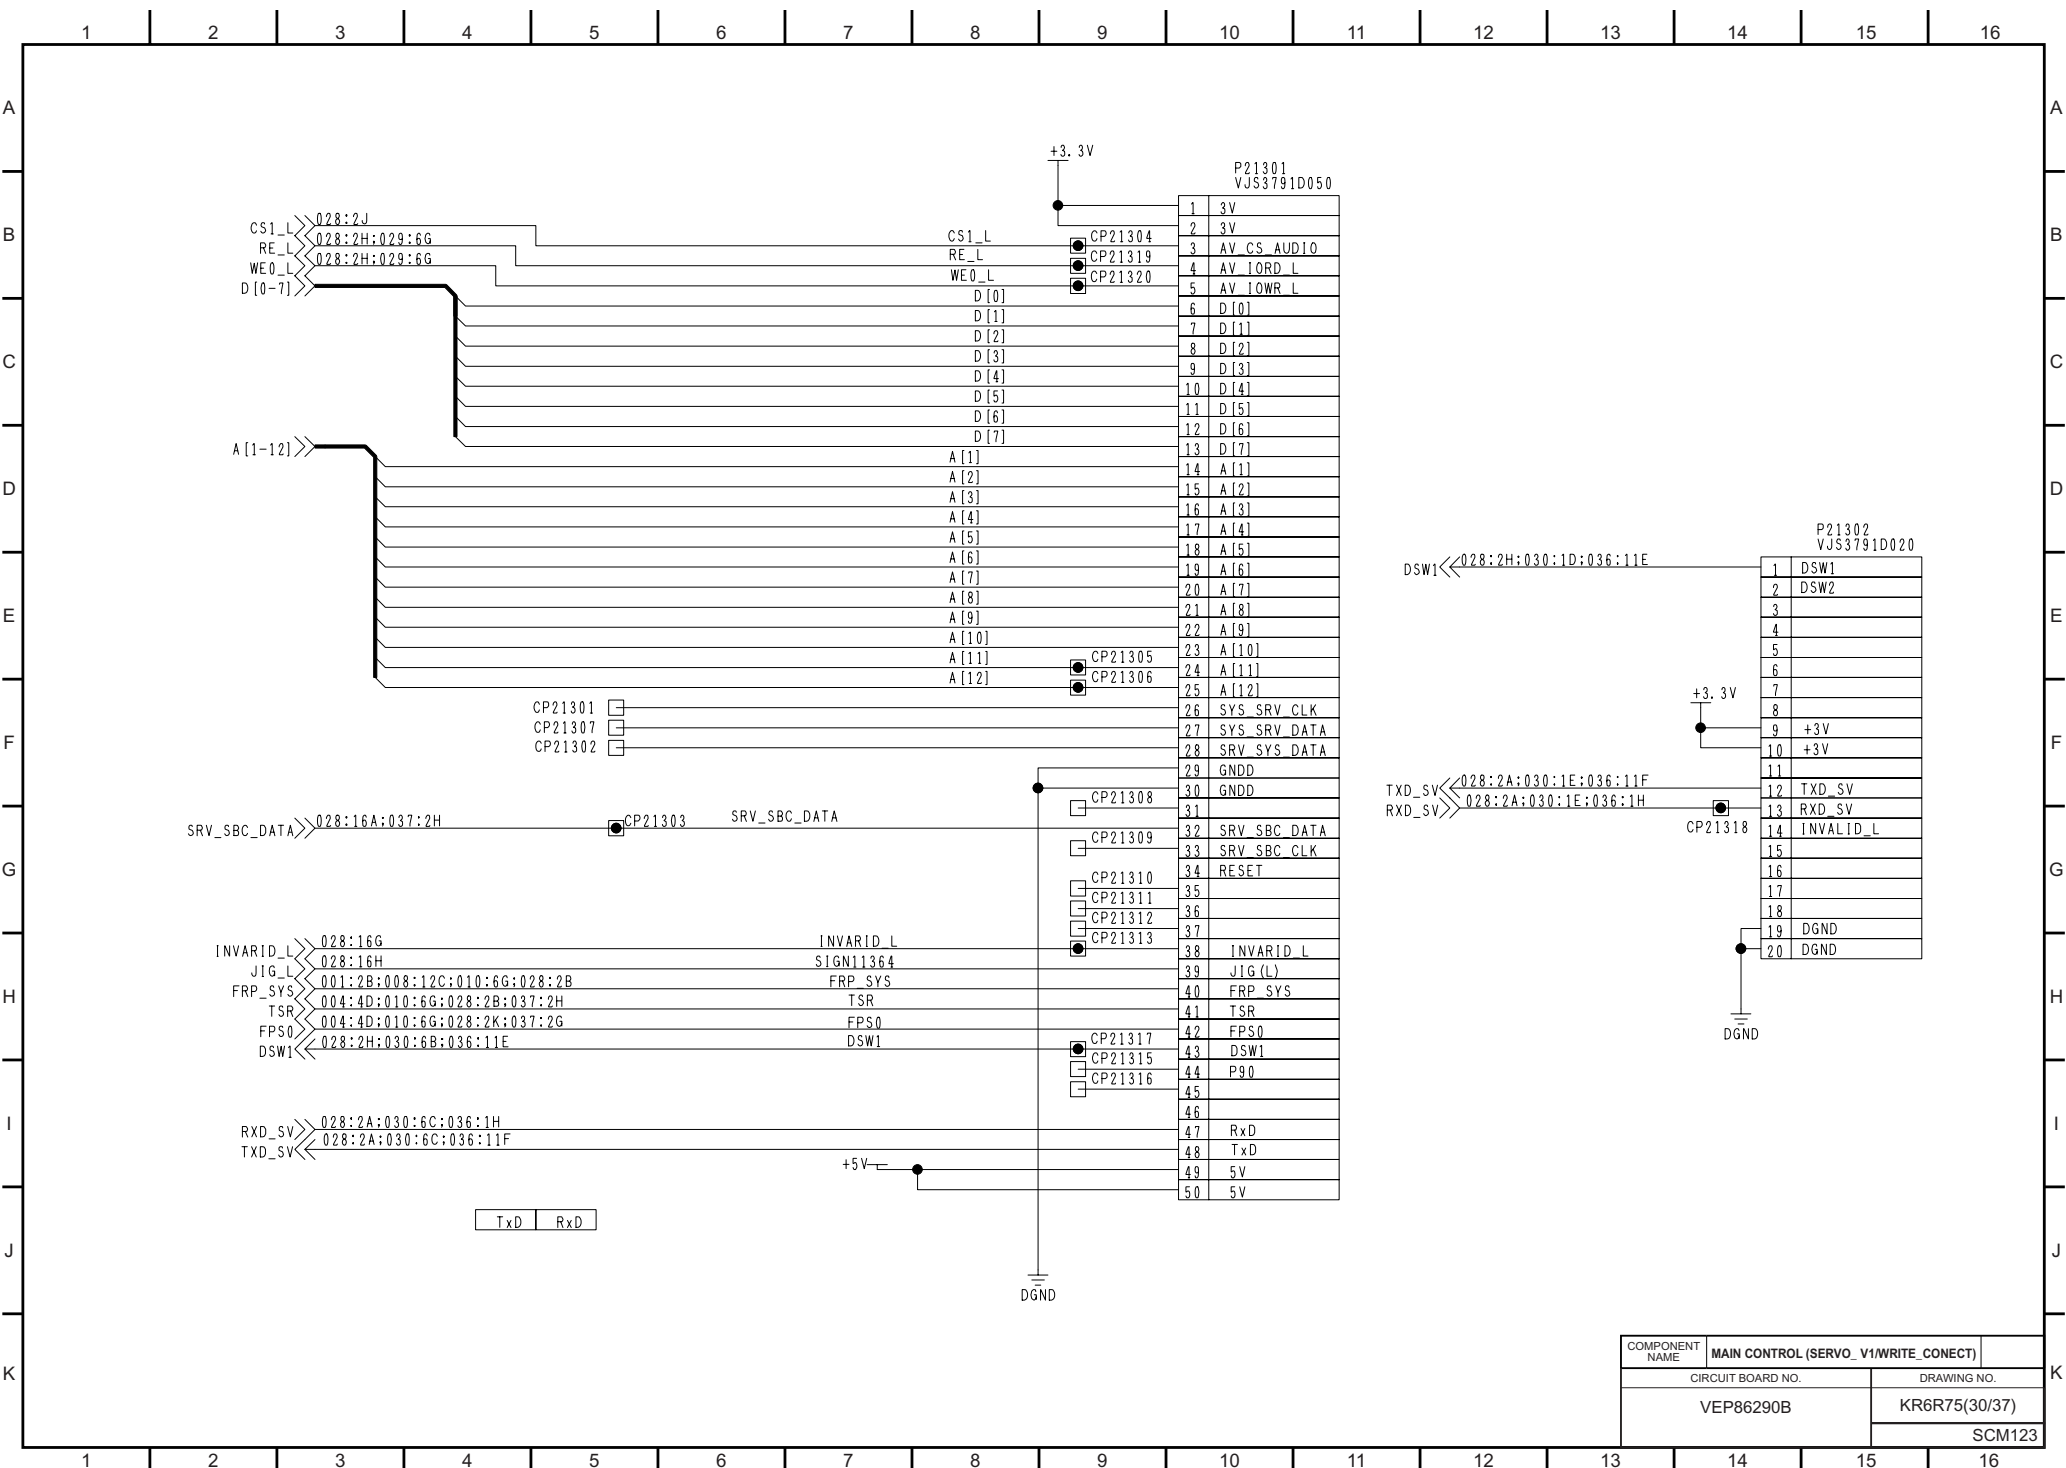 1 2 3 4 5 6 7 8 9 10 11 12 13 14 15 16
A A
B B
C C
D D
E E
F F
G G
H H
I I
J J
K K
+3.3V
P21301
VJS3791D050
CS1_L 028:2J CS1_L CP21304
RE_L 028:2H;029:6G RE_L CP21319
WE0_L 028:2H;029:6G WE0_L CP21320
D[0-7]
D[0]
D[1]
D[2]
D[3]
D[4]
D[5]
D[6]
D[7]
A[1-12]
A[1]
A[2]
A[3]
A[4]
A[5]
A[6]
A[7]
A[8]
A[9]
A[10]
A[11] CP21305
A[12] CP21306
CP21301
CP21307
CP21302
CP21308
SRV_SBC_DATA 028:16A;037:2H CP21303 SRV_SBC_DATA
CP21309
CP21310
CP21311
CP21312
CP21313
INVARID_L 028:16G INVARID_L
JIG_L 028:16H SIGN11364
FRP_SYS 001:2B;008:12C;010:6G;028:2B FRP_SYS
TSR 004:4D;010:6G;028:2B;037:2H TSR
FPS0 004:4D;010:6G;028:2K;037:2G FPS0
DSW1 028:2H;030:6B;036:11E DSW1 CP21317
CP21315
CP21316
RXD_SV 028:2A;030:6C;036:1H
TXD_SV 028:2A;030:6C;036:11F
+5V
TxD RxD
DGND
1 3V
2 3V
3 AV_CS_AUDIO
4 AV_IORD_L
5 AV_IOWR_L
6 D[0]
7 D[1]
8 D[2]
9 D[3]
10 D[4]
11 D[5]
12 D[6]
13 D[7]
14 A[1]
15 A[2]
16 A[3]
17 A[4]
18 A[5]
19 A[6]
20 A[7]
21 A[8]
22 A[9]
23 A[10]
24 A[11]
25 A[12]
26 SYS_SRV_CLK
27 SYS_SRV_DATA
28 SRV_SYS_DATA
29 GNDD
30 GNDD
31
32 SRV_SBC_DATA
33 SRV_SBC_CLK
34 RESET
35
36
37
38 INVARID_L
39 JIG(L)
40 FRP_SYS
41 TSR
42 FPS0
43 DSW1
44 P90
45
46
47 RxD
48 TxD
49 5V
50 5V
P21302
VJS3791D020
DSW1 028:2H;030:1D;036:11E
+3.3V
TXD_SV 028:2A;030:1E;036:11F
RXD_SV 028:2A;030:1E;036:1H
CP21318
1 DSW1
2 DSW2
3
4
5
6
7
8
9 +3V
10 +3V
11
12 TXD_SV
13 RXD_SV
14 INVALID_L
15
16
17
18
19 DGND
20 DGND
DGND
COMPONENT NAME MAIN CONTROL (SERVO_ V1/WRITE_CONECT)
CIRCUIT BOARD NO. DRAWING NO.
VEP86290B KR6R75(30/37)
SCM123
1 2 3 4 5 6 7 8 9 10 11 12 13 14 15 16